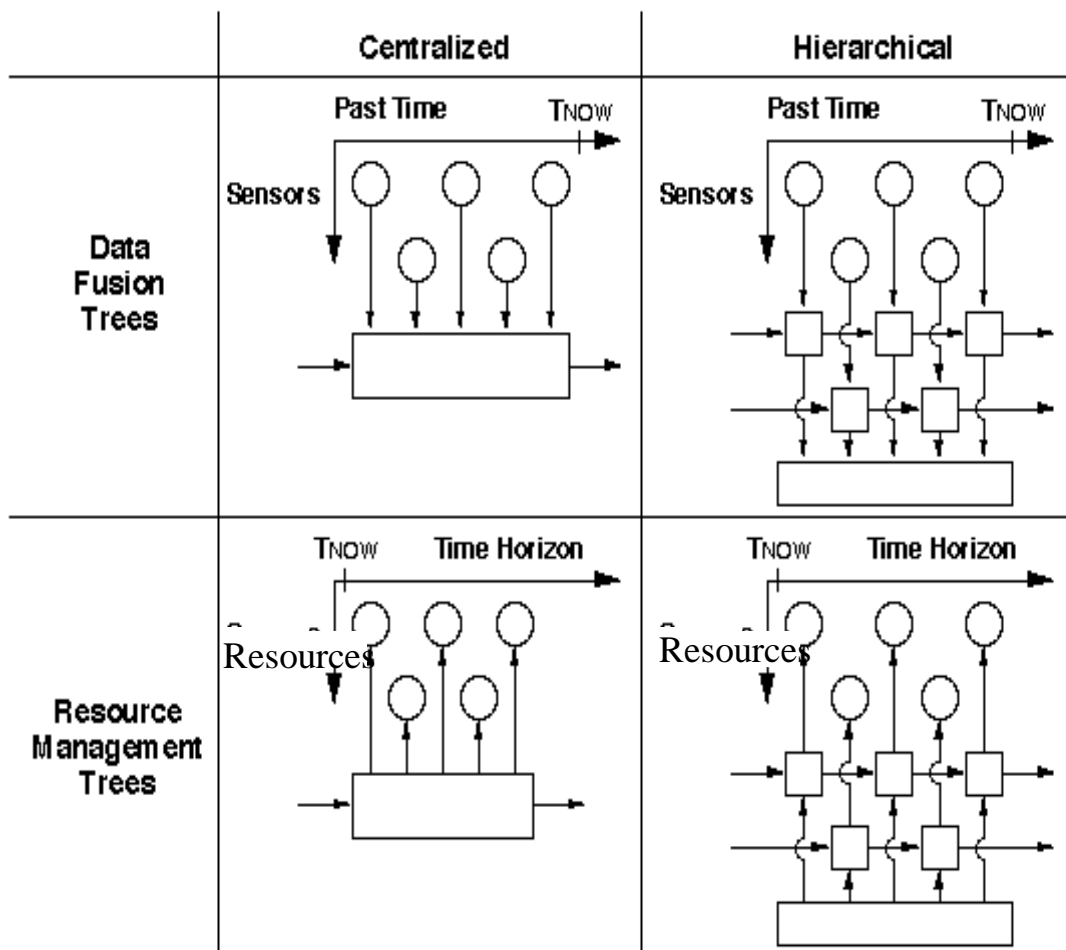 Centralized
Hierarchical
Data
Fusion
Trees
Past Time
TNOW
Sensors
Past Time
TNOW
Sensors
Resource
Management
Trees
TNOW
Time Horizon
Resources
TNOW
Time Horizon
Resources